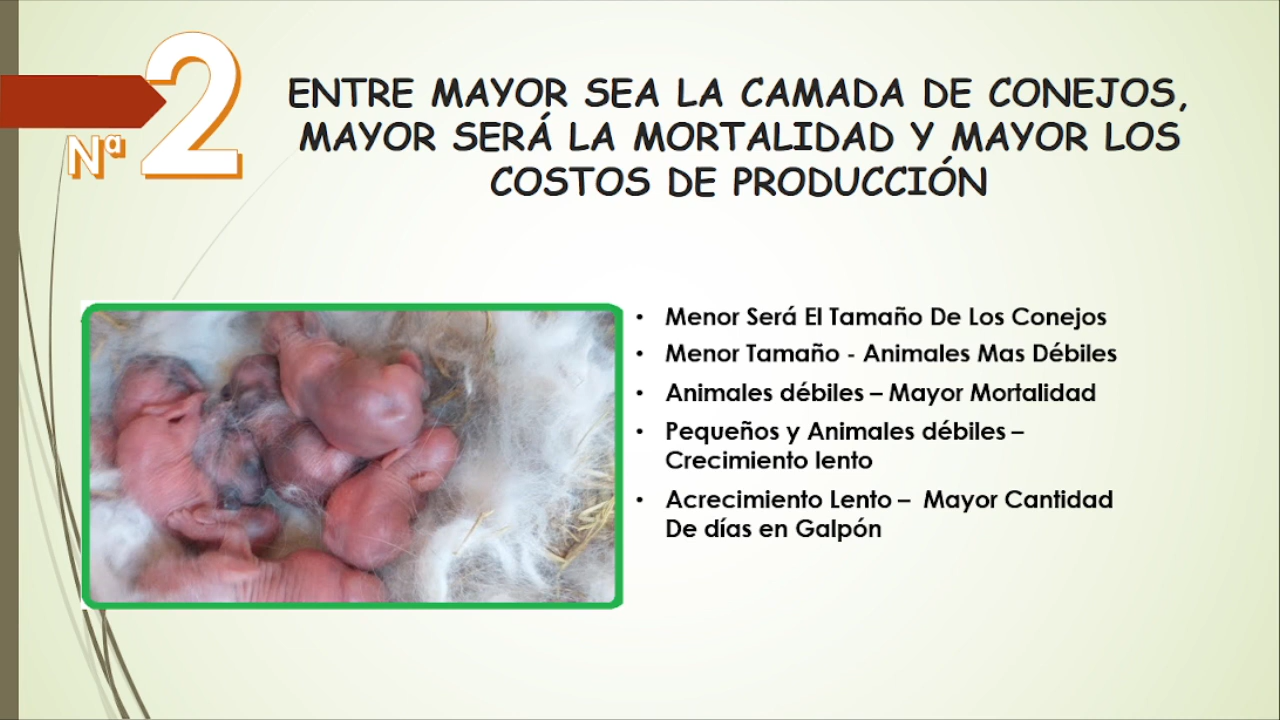 Nª 2
ENTRE MAYOR SEA LA CAMADA DE CONEJOS,
MAYOR SERÁ LA MORTALIDAD Y MAYOR LOS
COSTOS DE PRODUCCIÓN
• Menor Será El Tamaño De Los Conejos
• Menor Tamaño - Animales Mas Débiles
• Animales débiles – Mayor Mortalidad
• Pequeños y Animales débiles –
Crecimiento lento
• Acrecimiento Lento – Mayor Cantidad
De días en Galpón